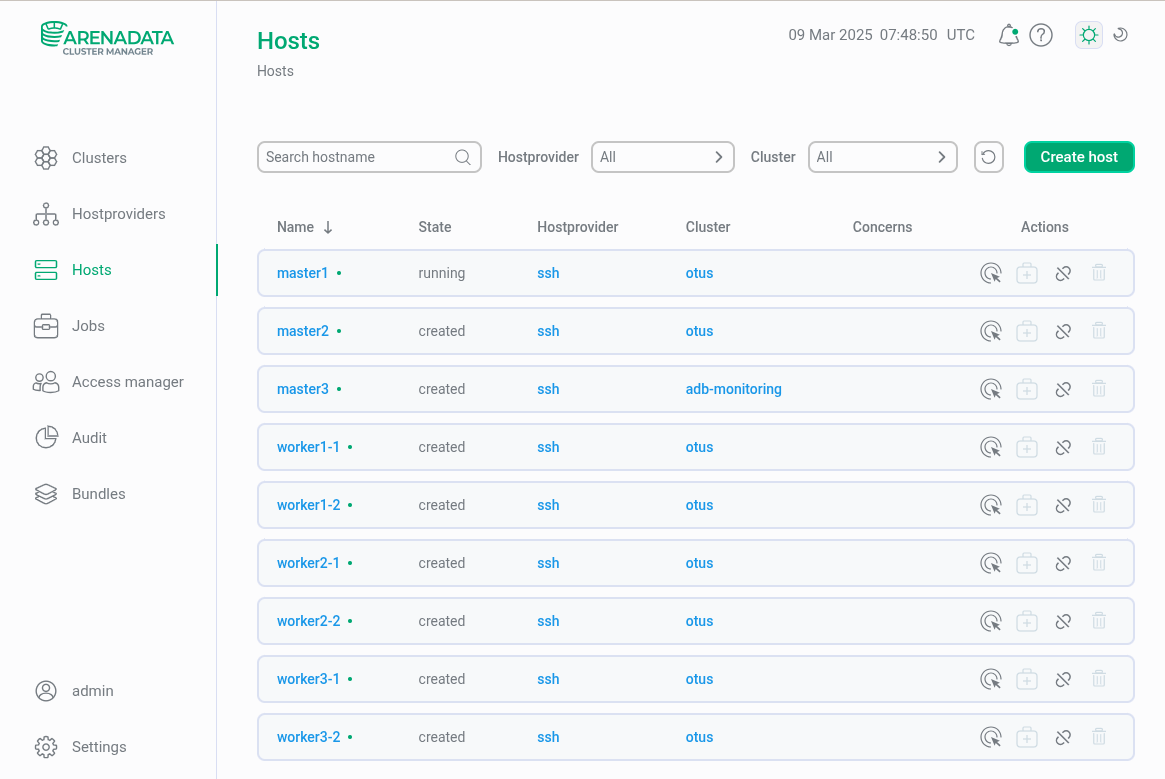 ARENADATA
CLUSTER MANAGER
Clusters
Hostproviders
Hosts
Jobs
Access manager
Audit
Bundles
admin
Settings
Hosts
09 Mar 2025 07:48:50 UTC
Hosts
Search hostname Hostprovider All Cluster All Create host
Name State Hostprovider Cluster Concerns Actions
master1 running ssh otus
master2 created ssh otus
master3 created ssh adb-monitoring
worker1-1 created ssh otus
worker1-2 created ssh otus
worker2-1 created ssh otus
worker2-2 created ssh otus
worker3-1 created ssh otus
worker3-2 created ssh otus